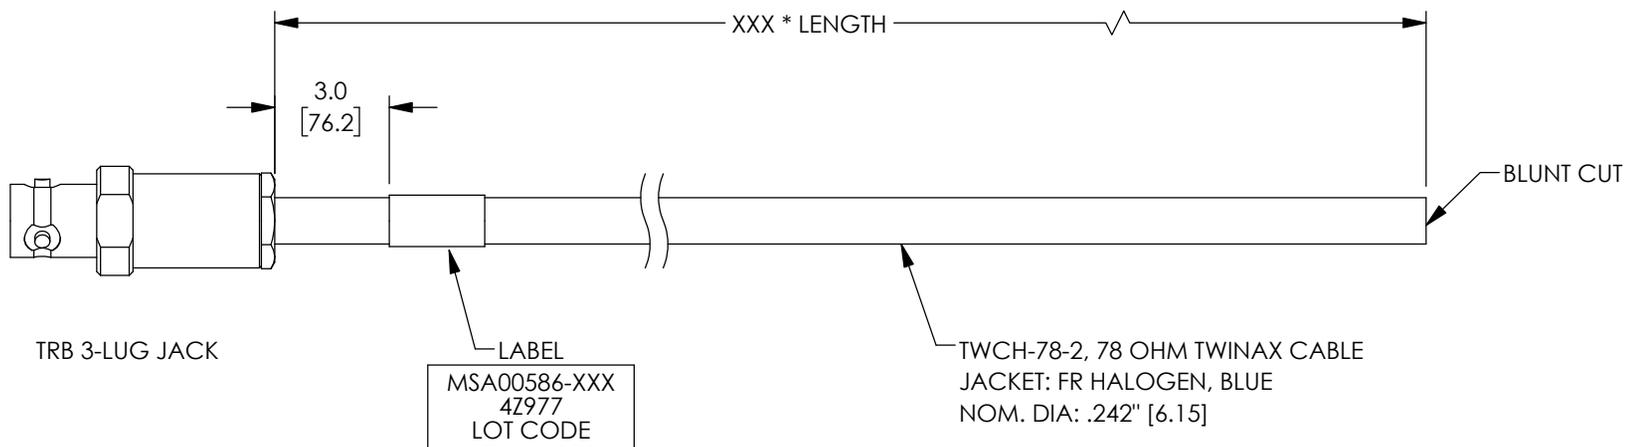 XXX * LENGTH
3.0
[76.2]
BLUNT CUT
TRB 3-LUG JACK
LABEL
MSA00586-XXX
4Z977
LOT CODE
TWCH-78-2, 78 OHM TWINAX CABLE
JACKET: FR HALOGEN, BLUE
NOM. DIA: .242" [6.15]